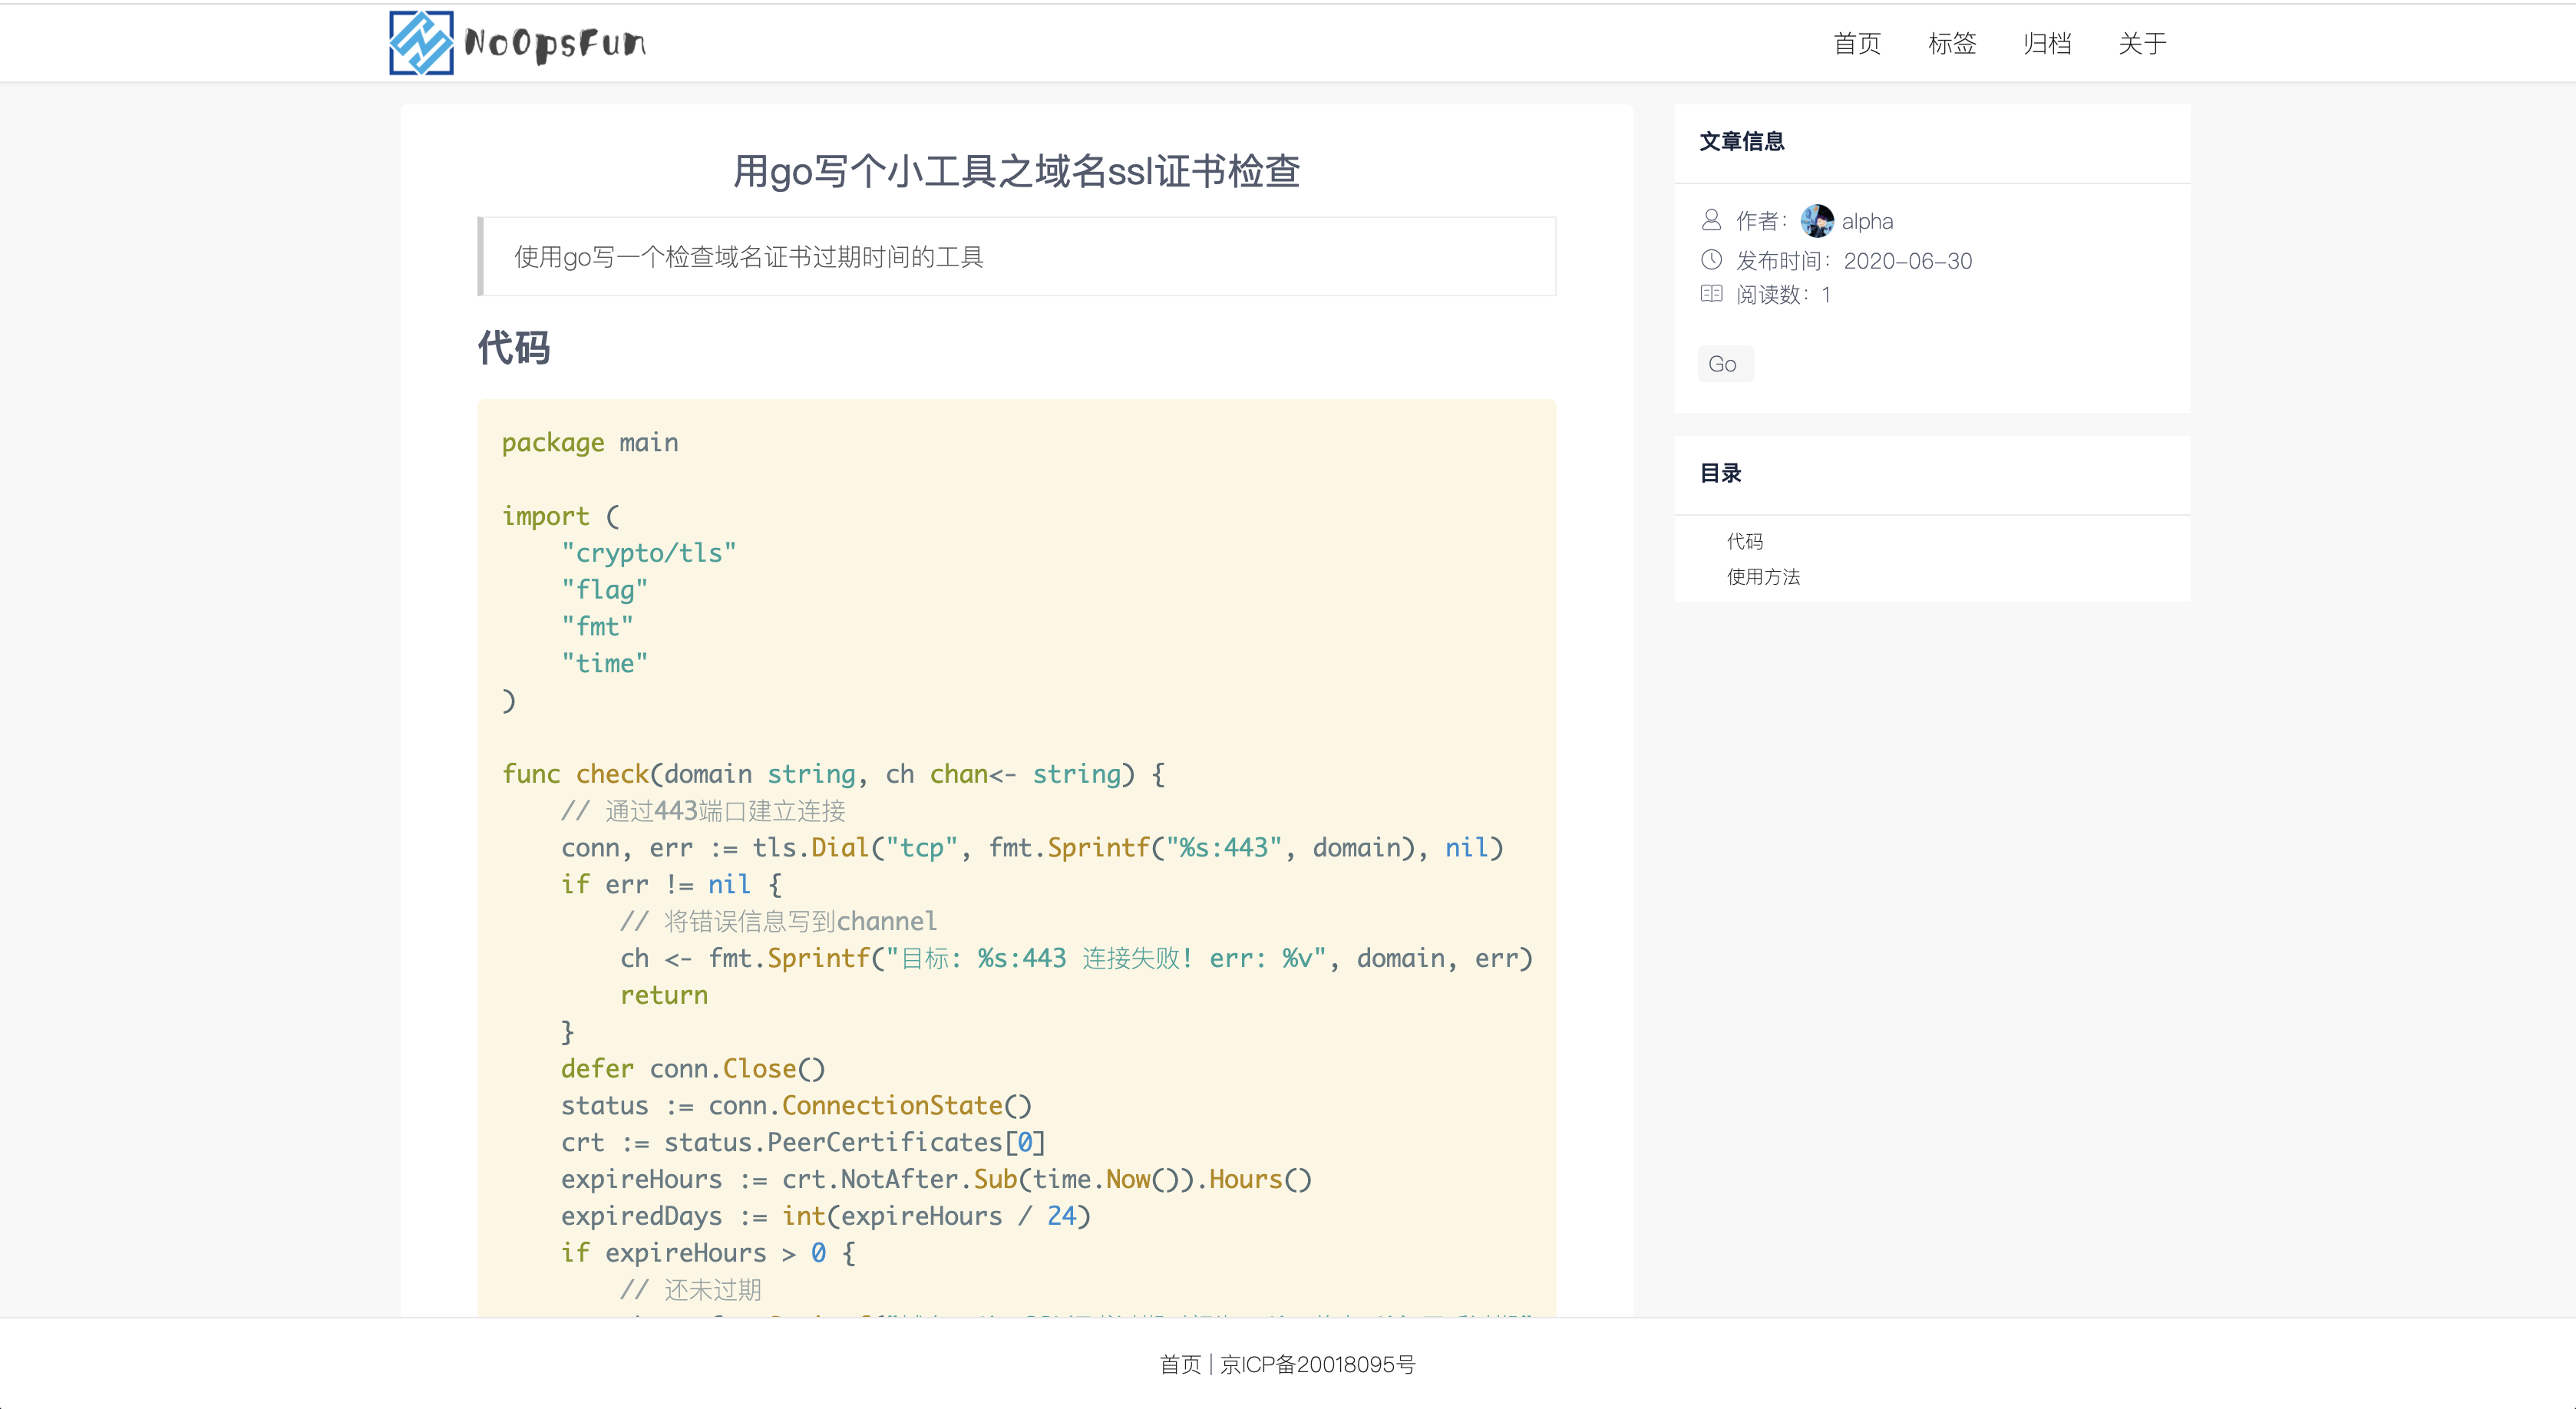 NoOpsFun
首页 标签 归档 关于
用go写个小工具之域名ssl证书检查
使用go写一个检查域名证书过期时间的工具
代码
package main
import (
"crypto/tls"
"flag"
"fmt"
"time"
)
func check(domain string, ch chan<- string) {
// 通过443端口建立连接
conn, err := tls.Dial("tcp", fmt.Sprintf("%s:443", domain), nil)
if err != nil {
// 将错误信息写到channel
ch <- fmt.Sprintf("目标: %s:443 连接失败! err: %v", domain, err)
return
}
defer conn.Close()
status := conn.ConnectionState()
crt := status.PeerCertificates[0]
expireHours := crt.NotAfter.Sub(time.Now()).Hours()
expiredDays := int(expireHours / 24)
if expireHours > 0 {
// 还未过期
文章信息
作者： alpha
发布时间：2020-06-30
阅读数：1
Go
目录
代码
使用方法
首页 | 京ICP备20018095号